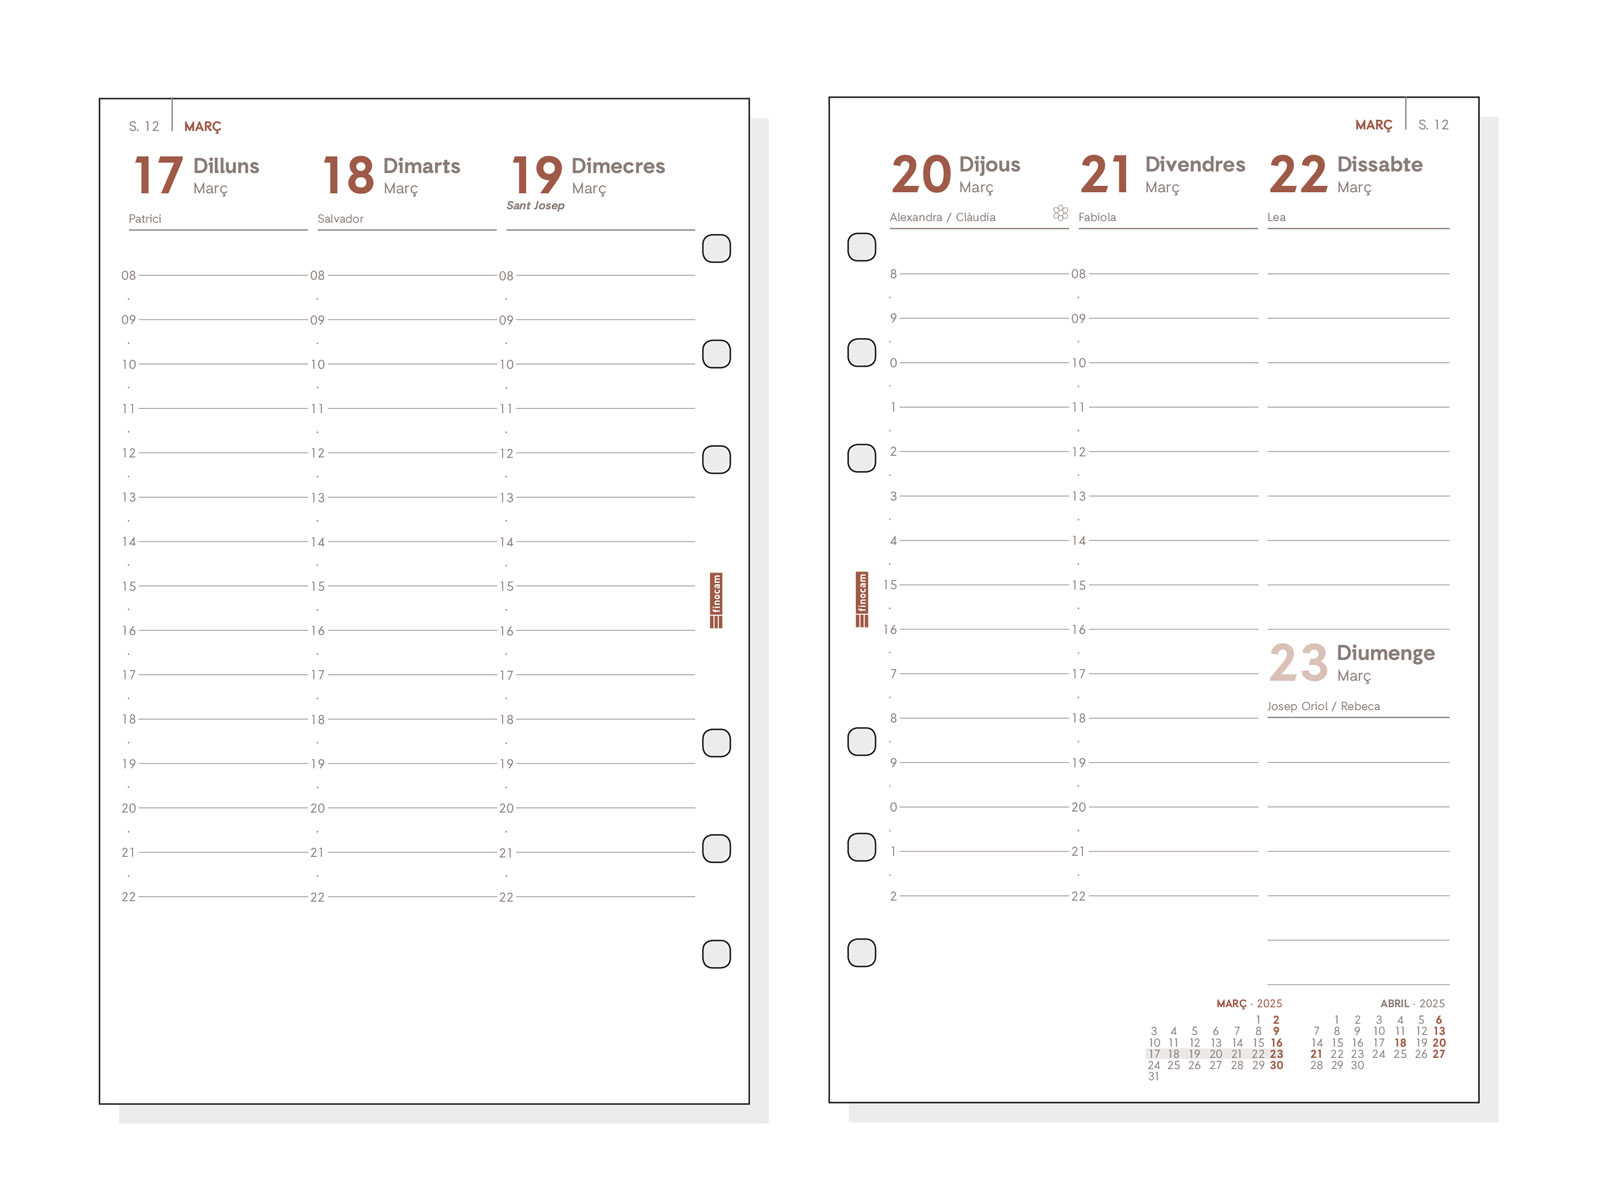 S. 12 MARÇ
17 Dilluns
Març
Patrici
18 Dimarts
Març
Salvador
19 Dimecres
Març
Sant Josep
08 08 08
09 09 09
10 10 10
11 11 11
12 12 12
13 13 13
14 14 14
15 15 15
16 16 16
17 17 17
18 18 18
19 19 19
20 20 20
21 21 21
22 22 22
finocam
MARÇ S. 12
20 Dijous
Març
Alexandra / Clàudia
21 Divendres
Març
Fabiola
22 Dissabte
Març
Lea
8 08
9 09
0 10
1 11
2 12
3 13
4 14
15 15
16 16
7 17
8 18
9 19
0 20
1 21
2 22
finocam
23 Diumenge
Març
Josep Oriol / Rebeca
MARÇ · 2025
1 2
3 4 5 6 7 8 9
10 11 12 13 14 15 16
17 18 19 20 21 22 23
24 25 26 27 28 29 30
31
ABRIL · 2025
1 2 3 4 5 6
7 8 9 10 11 12 13
14 15 16 17 18 19 20
21 22 23 24 25 26 27
28 29 30